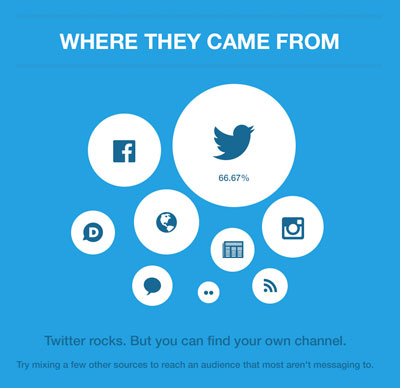 WHERE THEY CAME FROM
66.67%
Twitter rocks. But you can find your own channel.
Try mixing a few other sources to reach an audience that most aren't messaging to.